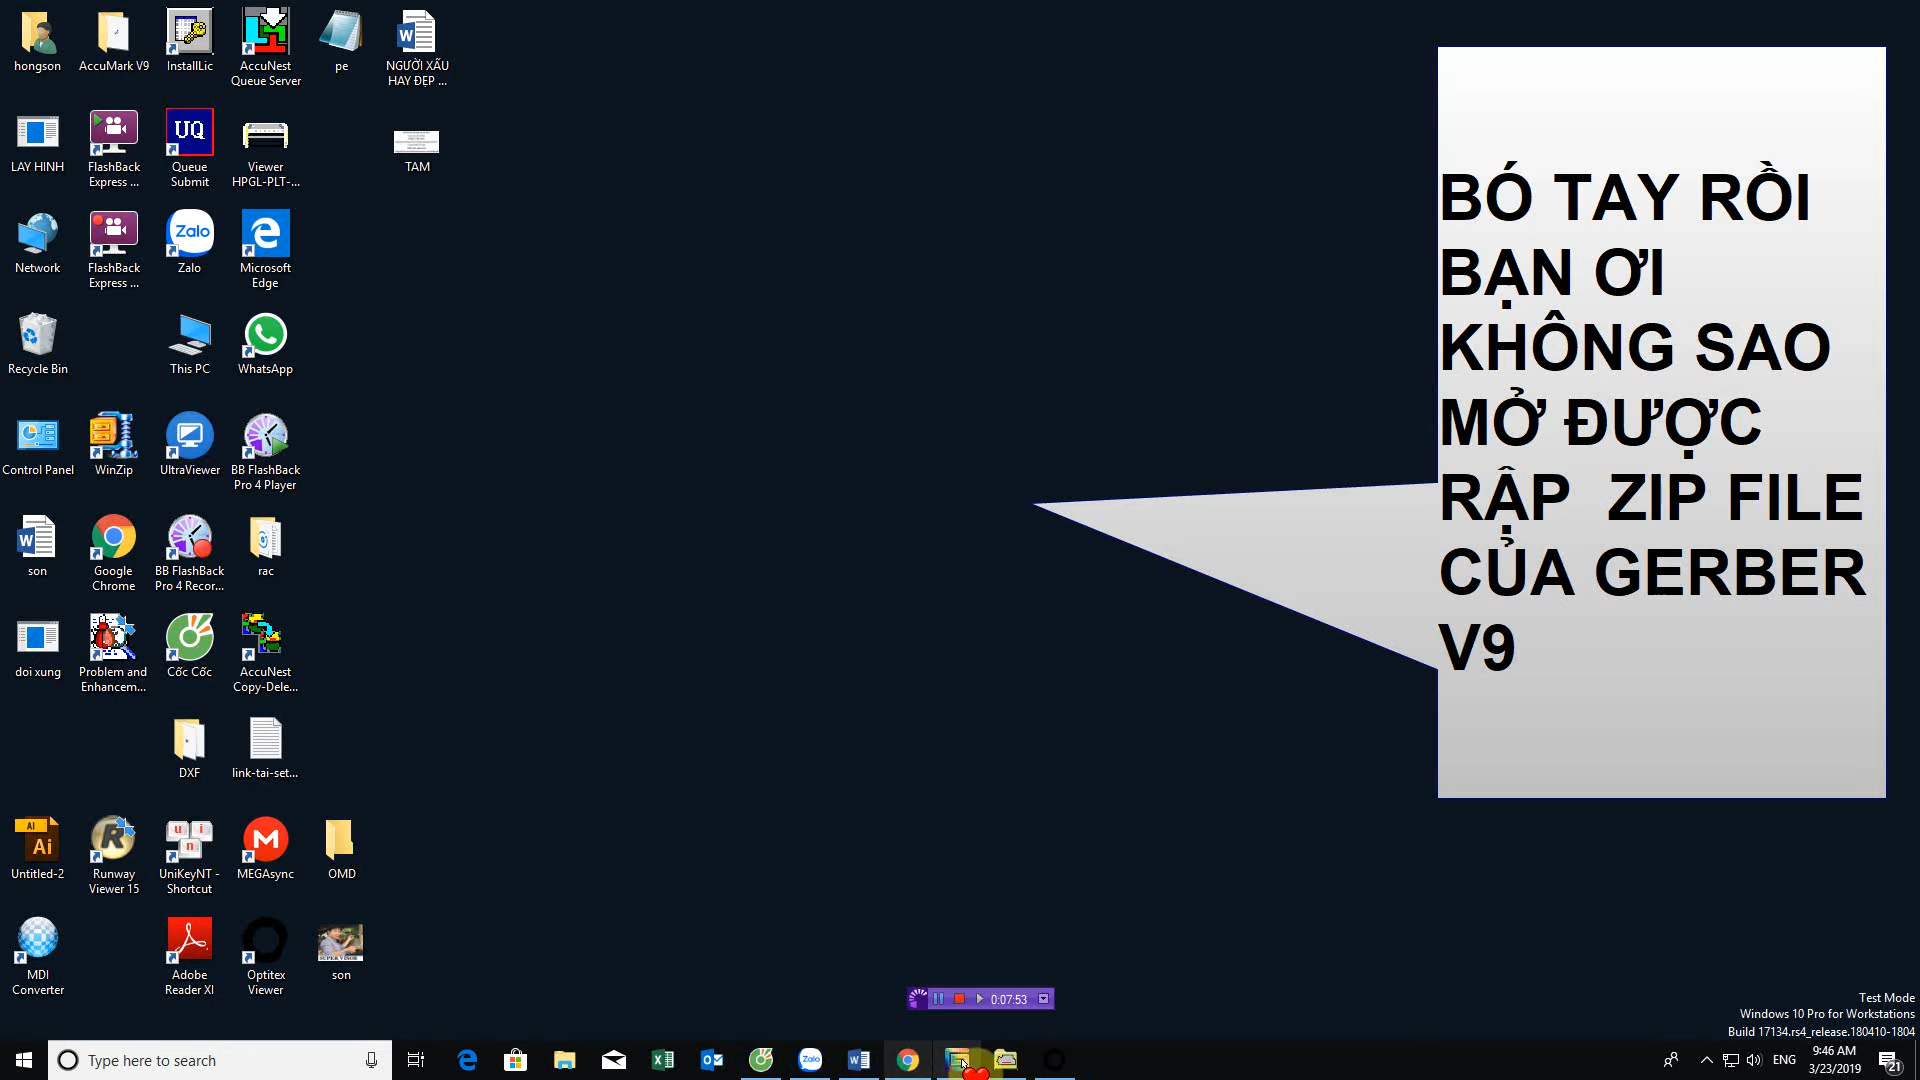 hongson
AccuMark V9
InstallLic
AccuNest
Queue Server
pe
NGƯỜI XẤU
HAY ĐẸP ...
LAY HINH
FlashBack
Express ...
UQ
Queue
Submit
Viewer
HPGL-PLT-...
TAM
Network
FlashBack
Express ...
Zalo
Zalo
Microsoft
Edge
Recycle Bin
This PC
WhatsApp
Control Panel
WinZip
UltraViewer
BB FlashBack
Pro 4 Player
son
Google
Chrome
BB FlashBack
Pro 4 Recor...
rac
doi xung
Problem and
Enhancem...
Cốc Cốc
AccuNest
Copy-Dele...
DXF
link-tai-set...
Untitled-2
Runway
Viewer 15
UniKeyNT -
Shortcut
MEGAsync
OMD
MDI
Converter
Adobe
Reader XI
Optitex
Viewer
son
BÓ TAY RỒI
BẠN ƠI
KHÔNG SAO
MỞ ĐƯỢC
RẬP ZIP FILE
CỦA GERBER
V9
0:07:53
Test Mode
Windows 10 Pro for Workstations
Build 17134.rs4_release.180410-1804
Type here to search
ENG
9:46 AM
3/23/2019
21